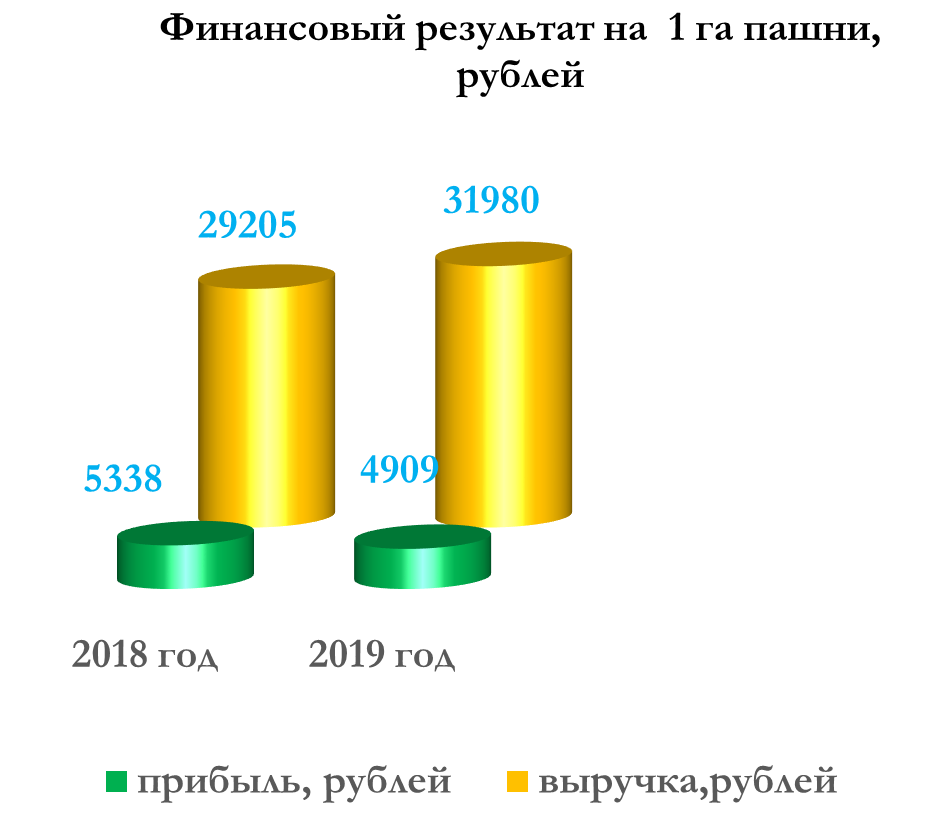 Финансовый результат на 1 га пашни,
рублей
31980
29205
4909
5338
2018 год
2019 год
прибыль, рублей
выручка,рублей